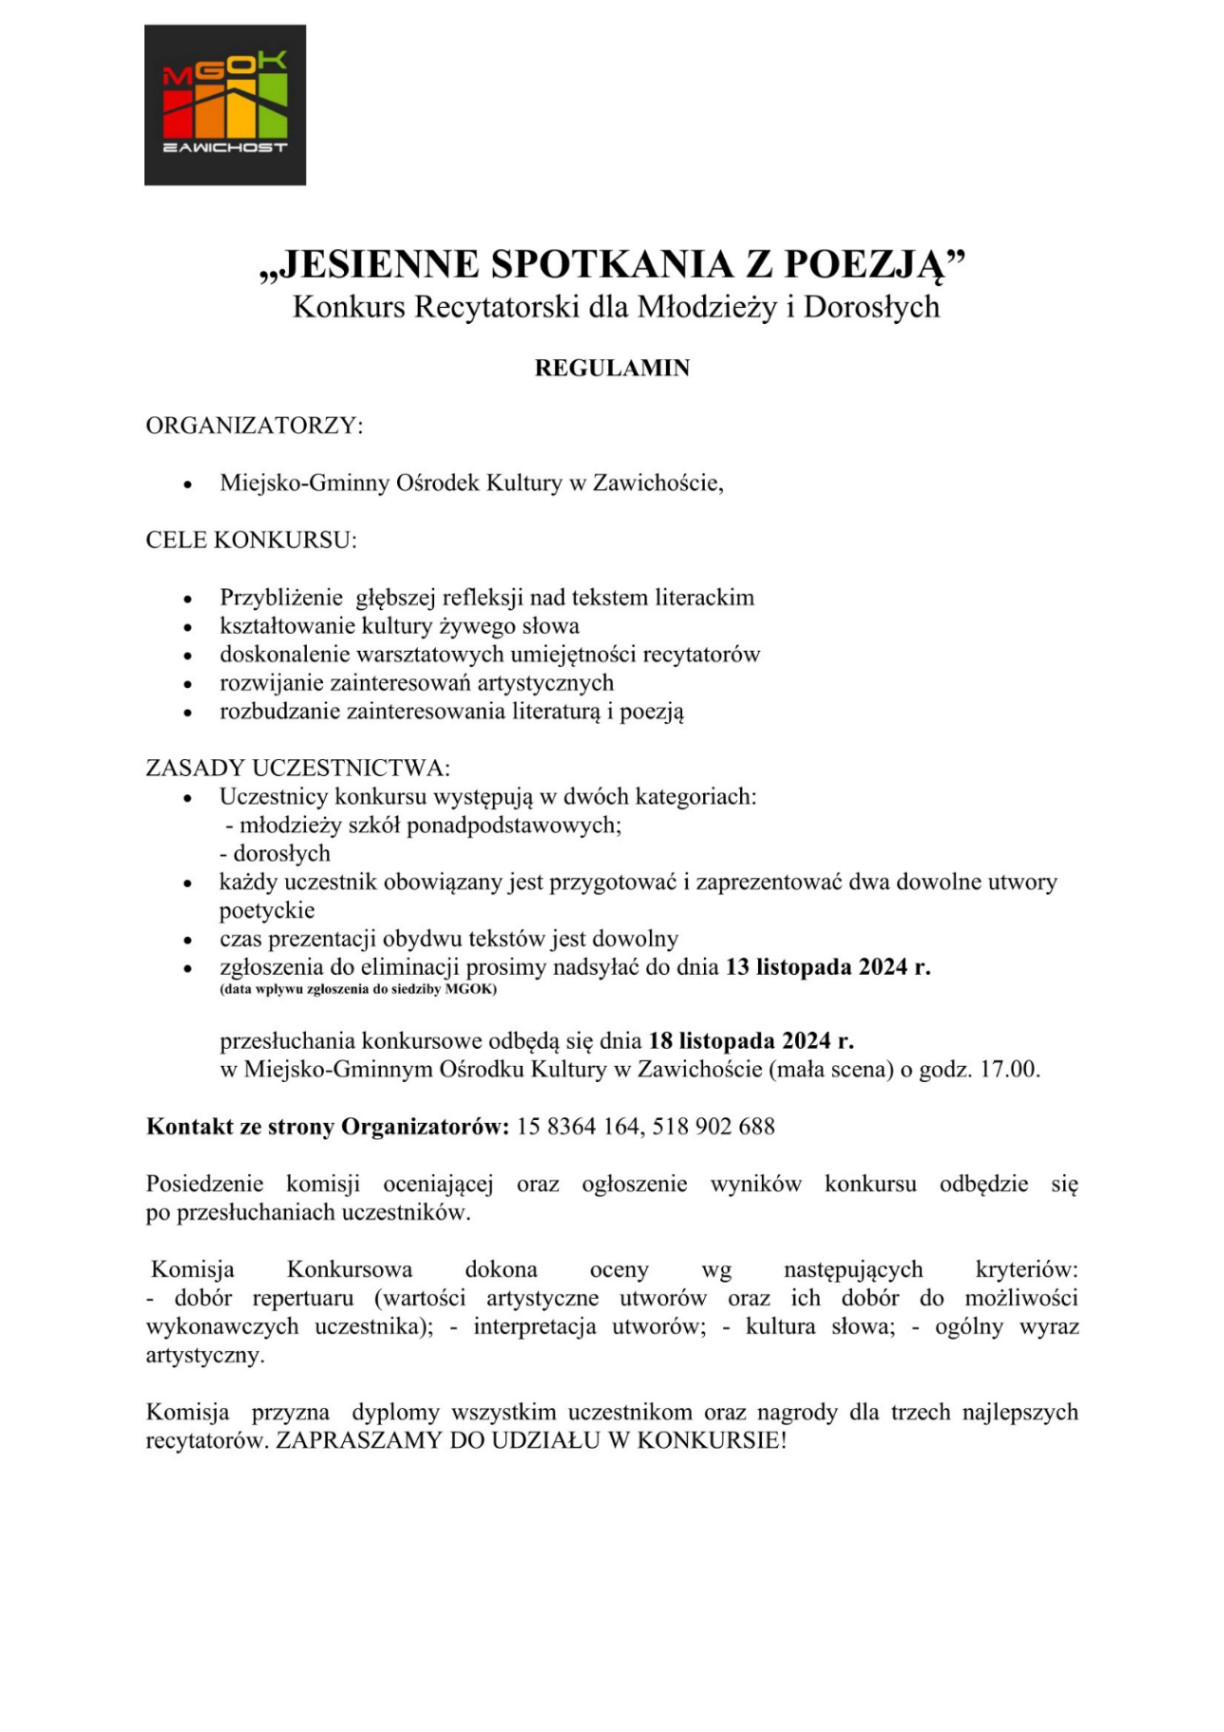 MGOK
ZAWICHOST
„JESIENNE SPOTKANIA Z POEZJĄ”
Konkurs Recytatorski dla Młodzieży i Dorosłych
REGULAMIN
ORGANIZATORZY:
• Miejsko-Gminny Ośrodek Kultury w Zawichoście,
CELE KONKURSU:
• Przybliżenie głębszej refleksji nad tekstem literackim
• kształtowanie kultury żywego słowa
• doskonalenie warsztatowych umiejętności recytatorów
• rozwijanie zainteresowań artystycznych
• rozbudzanie zainteresowania literaturą i poezją
ZASADY UCZESTNICTWA:
• Uczestnicy konkursu występują w dwóch kategoriach:
- młodzieży szkół ponadpodstawowych;
- dorosłych
• każdy uczestnik obowiązany jest przygotować i zaprezentować dwa dowolne utwory
poetyckie
• czas prezentacji obydwu tekstów jest dowolny
• zgłoszenia do eliminacji prosimy nadsyłać do dnia 13 listopada 2024 r.
(data wpływu zgłoszenia do siedziby MGOK)
przesłuchania konkursowe odbędą się dnia 18 listopada 2024 r.
w Miejsko-Gminnym Ośrodku Kultury w Zawichoście (mała scena) o godz. 17.00.
Kontakt ze strony Organizatorów: 15 8364 164, 518 902 688
Posiedzenie komisji oceniającej oraz ogłoszenie wyników konkursu odbędzie się
po przesłuchaniach uczestników.
Komisja Konkursowa dokona oceny wg następujących kryteriów:
- dobór repertuaru (wartości artystyczne utworów oraz ich dobór do możliwości
wykonawczych uczestnika); - interpretacja utworów; - kultura słowa; - ogólny wyraz
artystyczny.
Komisja przyzna dyplomy wszystkim uczestnikom oraz nagrody dla trzech najlepszych
recytatorów. ZAPRASZAMY DO UDZIAŁU W KONKURSIE!